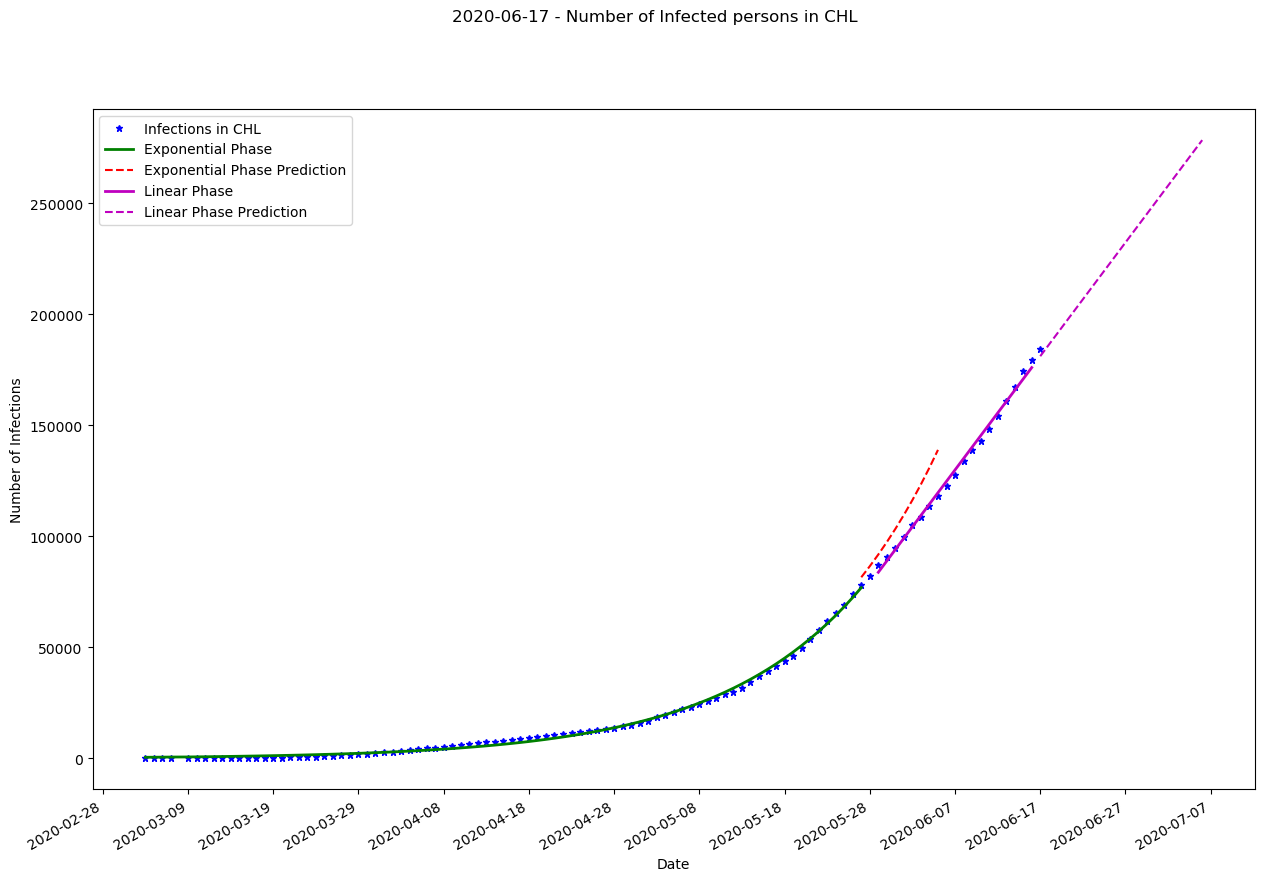 2020-06-17 - Number of Infected persons in CHL
Infections in CHL
Exponential Phase
Exponential Phase Prediction
Linear Phase
Linear Phase Prediction
Number of Infections
250000
200000
150000
100000
50000
0
2020-02-28
2020-03-09
2020-03-19
2020-03-29
2020-04-08
2020-04-18
2020-04-28
2020-05-08
2020-05-18
2020-05-28
2020-06-07
2020-06-17
2020-06-27
2020-07-07
Date